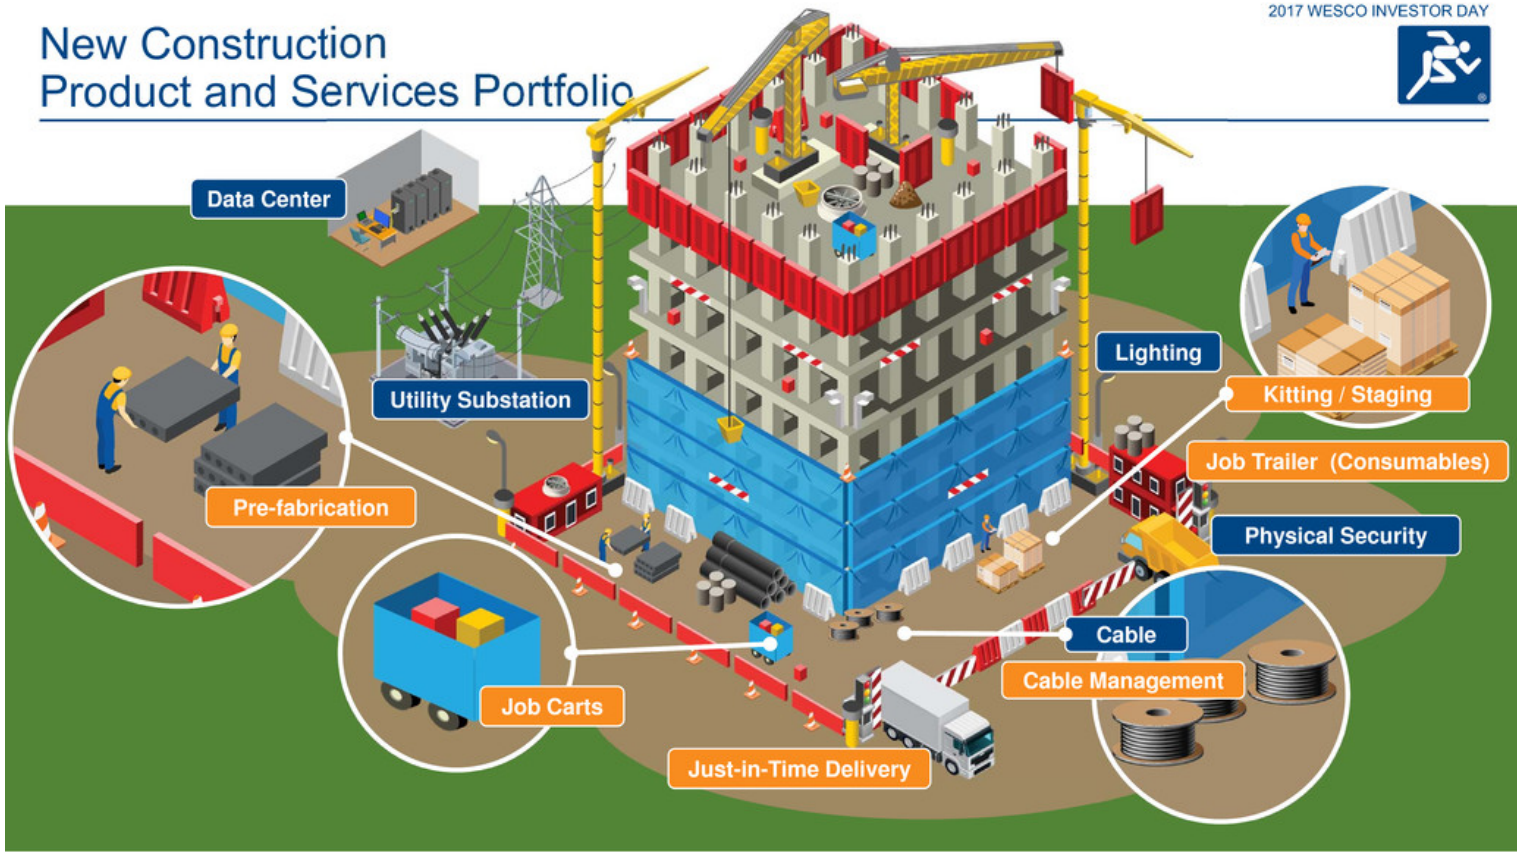 2017 WESCO INVESTOR DAY
New Construction
Product and Services Portfolio
Data Center
Utility Substation
Lighting
Kitting / Staging
Job Trailer (Consumables)
Pre-fabrication
Physical Security
Cable
Cable Management
Job Carts
Just-in-Time Delivery